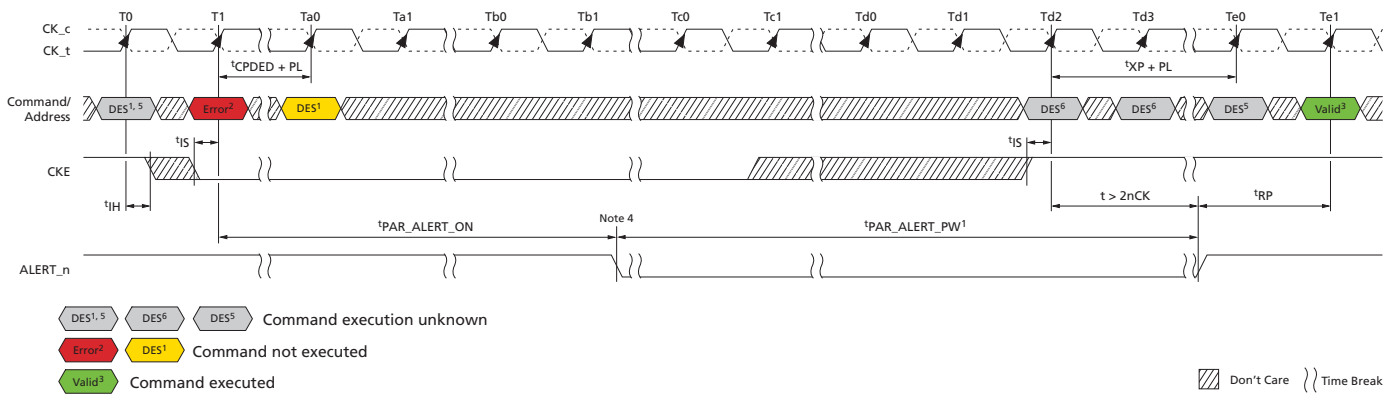 T0 T1 Ta0 Ta1 Tb0 Tb1 Tc0 Tc1 Td0 Td1 Td2 Td3 Te0 Te1
CK_c
CK_t
tCPDED + PL
tXP + PL
Command/
Address
DES1, 5
Error2
DES1
DES6
DES6
DES5
Valid3
tIS
tIS
CKE
tIH
t > 2nCK
tRP
Note 4
tPAR_ALERT_ON
tPAR_ALERT_PW1
ALERT_n
DES1, 5 DES6 DES5 Command execution unknown
Error2 DES1 Command not executed
Valid3 Command executed
Don't Care
Time Break